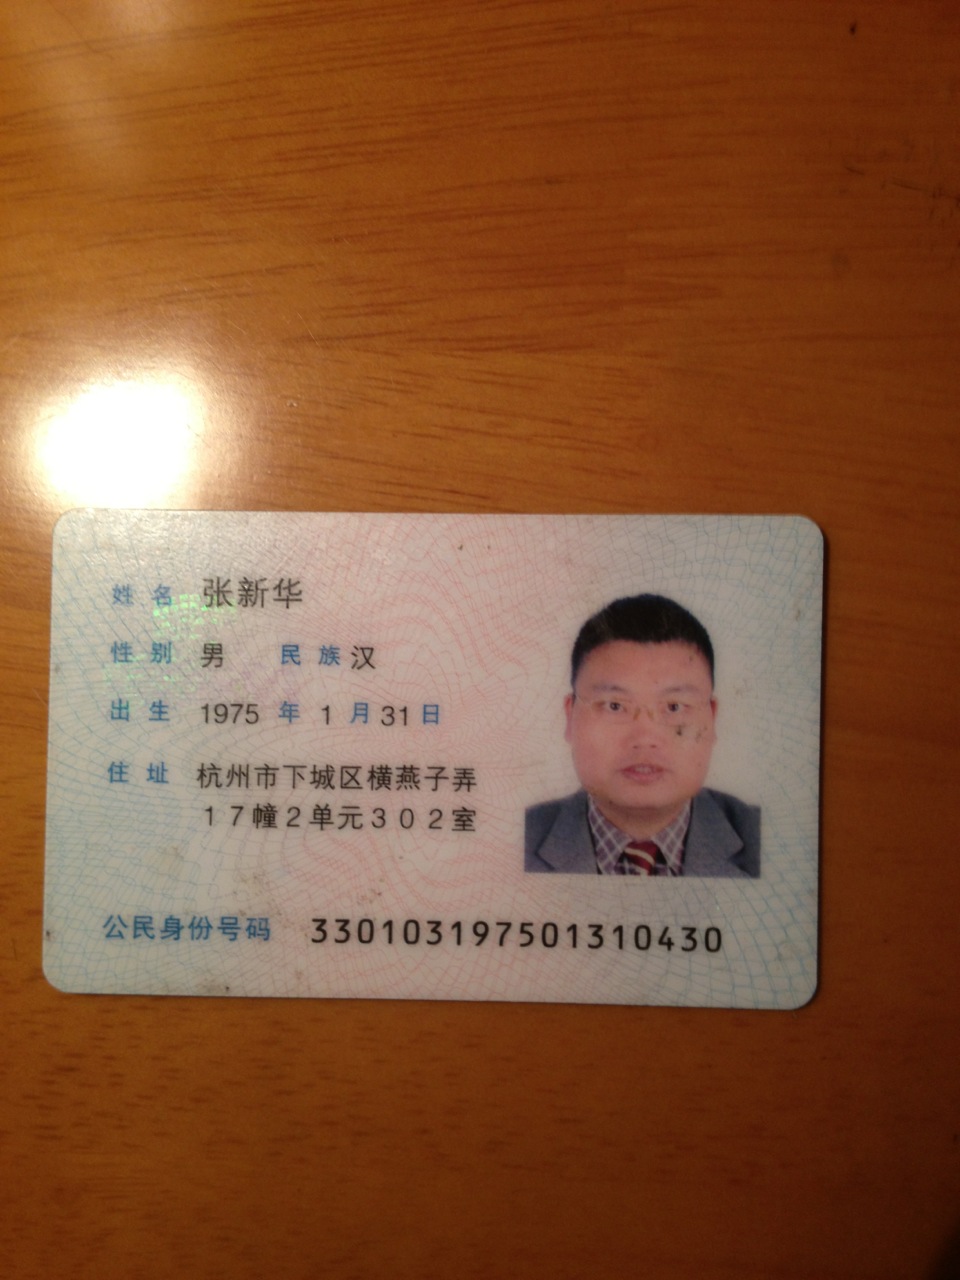 姓名 张新华
性别 男 民族 汉
出生 1975 年 1 月 31 日
住址 杭州市下城区横燕子弄
17幢2单元302室
公民身份号码 330103197501310430